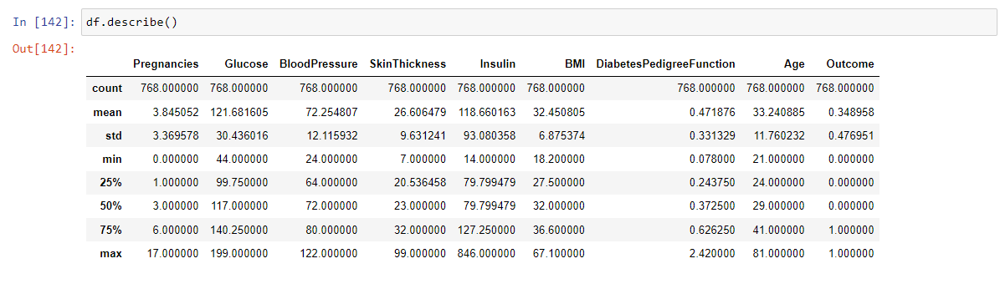 In [142]: df.describe()
Out[142]:
Pregnancies Glucose BloodPressure SkinThickness Insulin BMI DiabetesPedigreeFunction Age Outcome
count 768.000000 768.000000 768.000000 768.000000 768.000000 768.000000 768.000000 768.000000 768.000000
mean 3.845052 121.681605 72.254807 26.606479 118.660163 32.450805 0.471876 33.240885 0.348958
std 3.369578 30.436016 12.115932 9.631241 93.080358 6.875374 0.331329 11.760232 0.476951
min 0.000000 44.000000 24.000000 7.000000 14.000000 18.200000 0.078000 21.000000 0.000000
25% 1.000000 99.750000 64.000000 20.536458 79.799479 27.500000 0.243750 24.000000 0.000000
50% 3.000000 117.000000 72.000000 23.000000 79.799479 32.000000 0.372500 29.000000 0.000000
75% 6.000000 140.250000 80.000000 32.000000 127.250000 36.600000 0.626250 41.000000 1.000000
max 17.000000 199.000000 122.000000 99.000000 846.000000 67.100000 2.420000 81.000000 1.000000